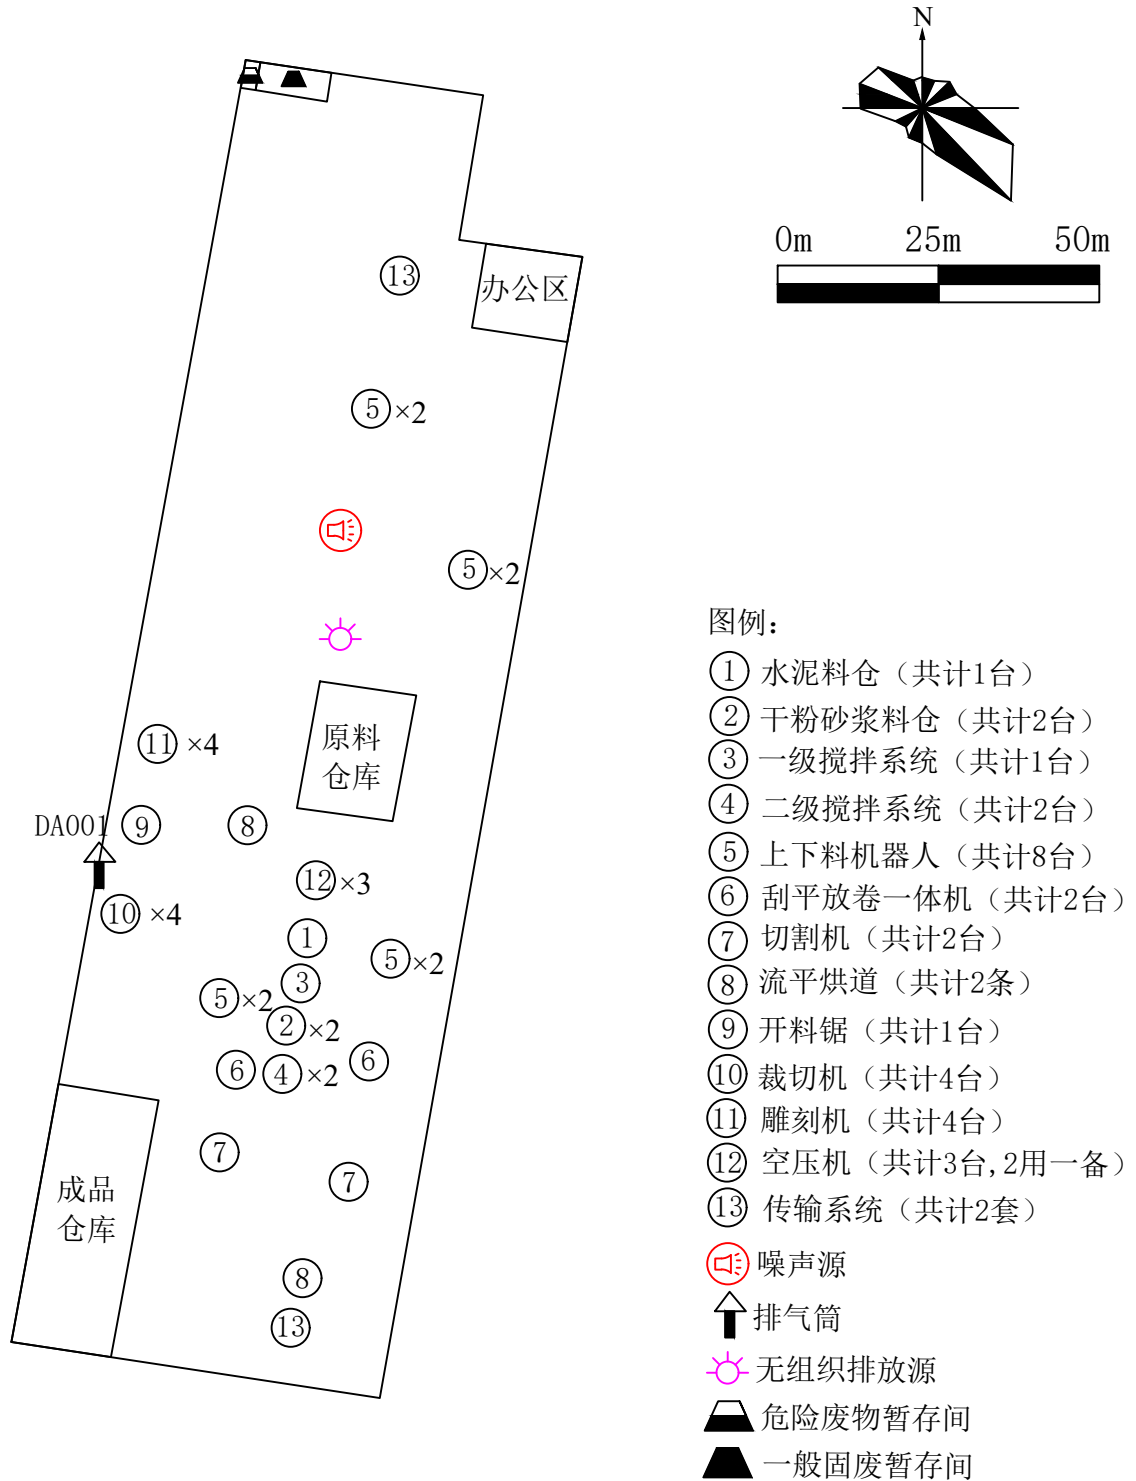 N
0m 25m 50m
⑬
办公区
⑤×2
⑤×2
原料
仓库
⑪ ×4
DA001 ⑨
⑧
⑫×3
⑩ ×4
①
⑤×2
③
⑤×2
②×2
⑥
⑥
④×2
⑦
⑦
成品
仓库
⑧
⑬
图例：
① 水泥料仓（共计1台）
② 干粉砂浆料仓（共计2台）
③ 一级搅拌系统（共计1台）
④ 二级搅拌系统（共计2台）
⑤ 上下料机器人（共计8台）
⑥ 刮平放卷一体机（共计2台）
⑦ 切割机（共计2台）
⑧ 流平烘道（共计2条）
⑨ 开料锯（共计1台）
⑩ 裁切机（共计4台）
⑪ 雕刻机（共计4台）
⑫ 空压机（共计3台,2用一备）
⑬ 传输系统（共计2套）
噪声源
排气筒
无组织排放源
危险废物暂存间
一般固废暂存间